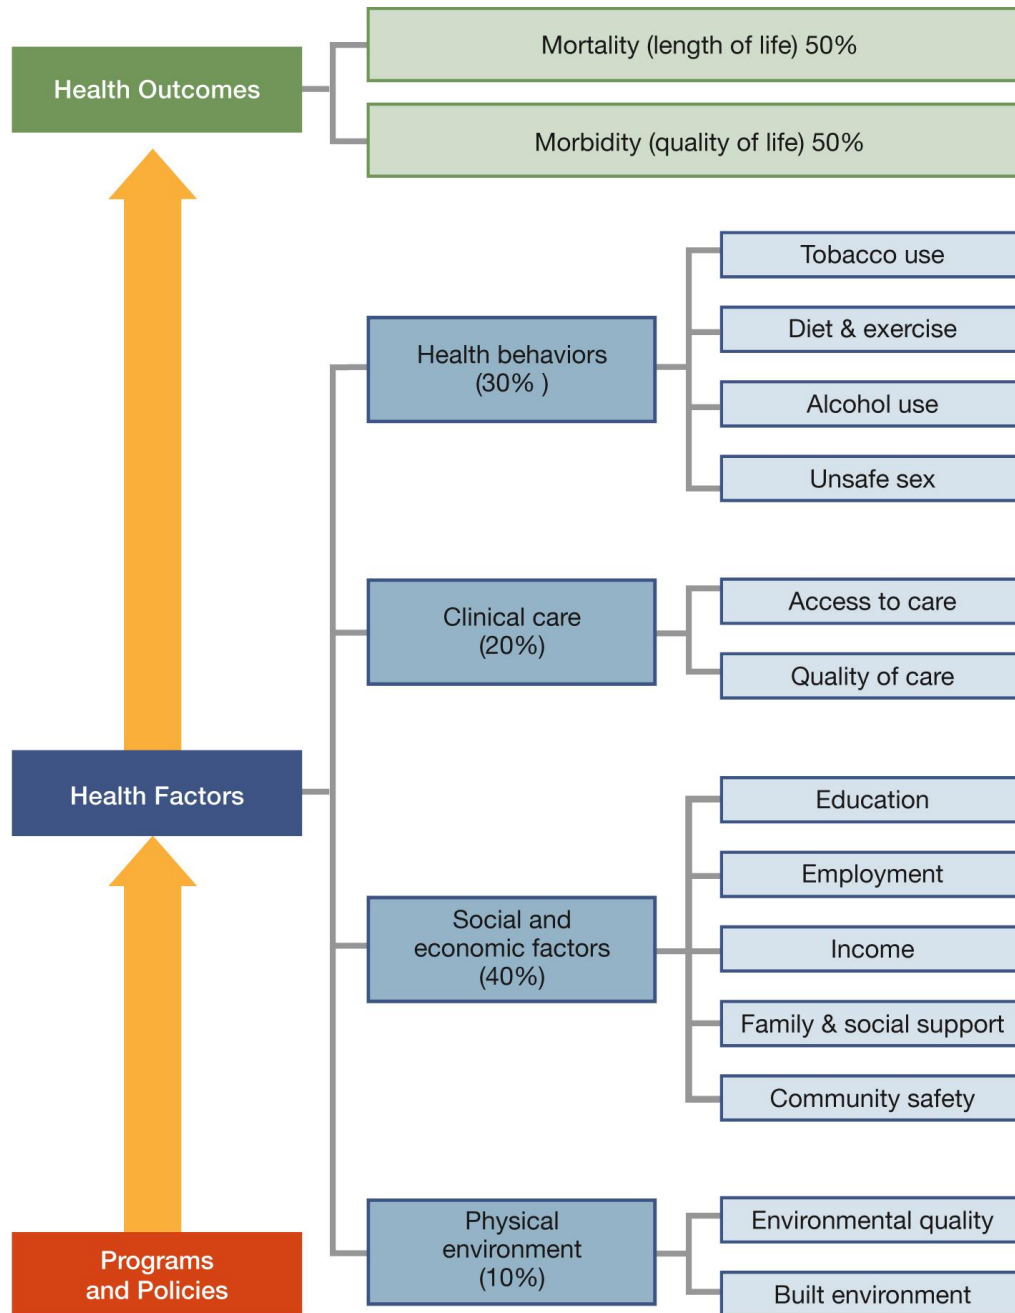 Health Outcomes
Mortality (length of life) 50%
Morbidity (quality of life) 50%
Health Factors
Health behaviors
(30% )
Tobacco use
Diet & exercise
Alcohol use
Unsafe sex
Clinical care
(20%)
Access to care
Quality of care
Social and
economic factors
(40%)
Education
Employment
Income
Family & social support
Community safety
Physical
environment
(10%)
Environmental quality
Built environment
Programs
and Policies